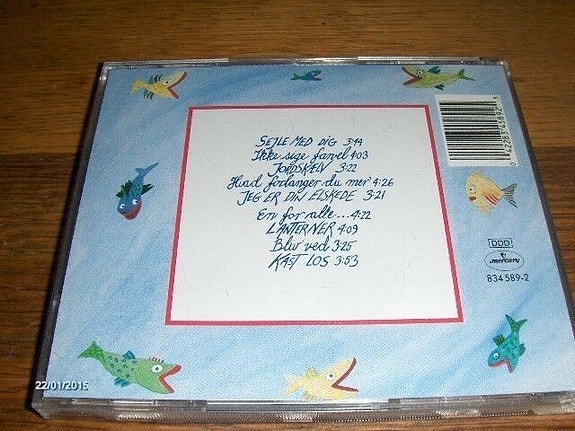 SEJLE MED DIG 3:44
Ikke sige farvel 4:03
JORDSKÆLV 3:22
Hvad forlanger du mer' 4:26
JEG ER DIN ELSKEDE 3:21
En for alle... 4:22
LANTERNER 4:09
Bliv ved 3:25
KAST LOS 3:53
DDD
mercury
834 589-2
22/01/2015